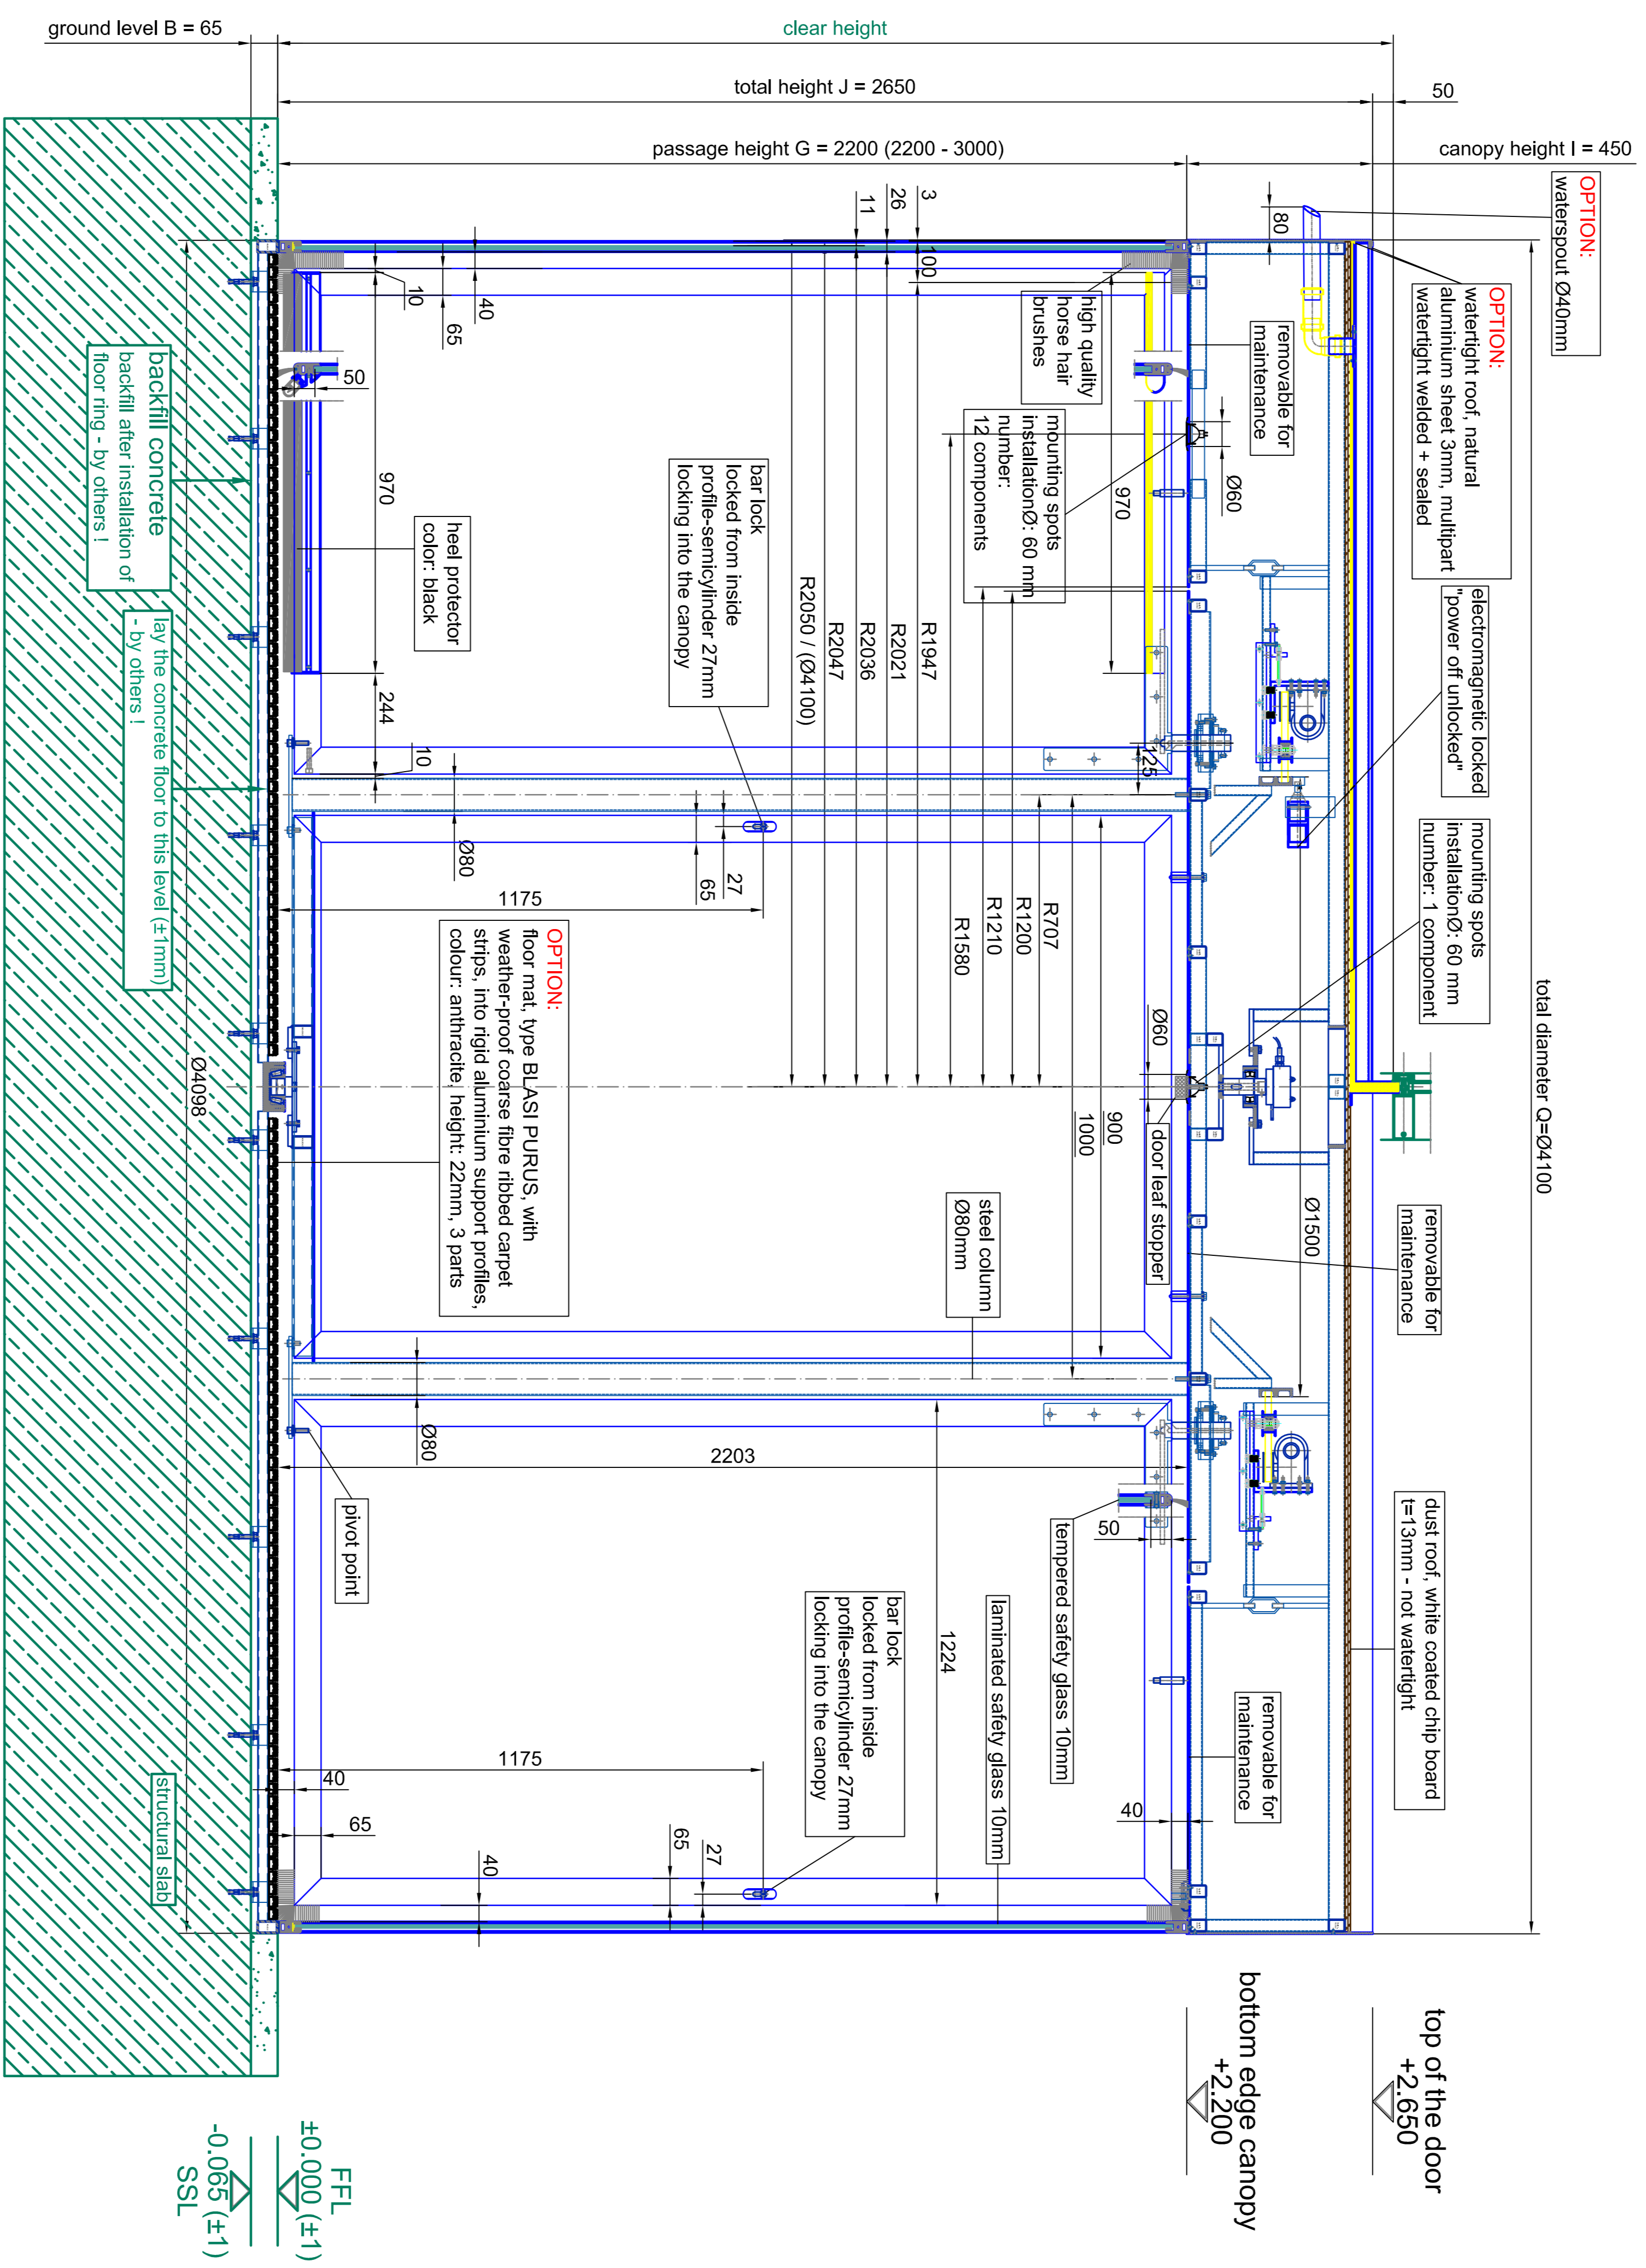 ground level B = 65
clear height
total height J = 2650
50
passage height G = 2200 (2200 - 3000)
canopy height I = 450
OPTION:
waterspout Ø40mm
80
OPTION:
watertight roof, natural
aluminium sheet 3mm, multipart
watertight welded + sealed
removable for
maintenance
Ø60
electromagnetic locked
"power off unlocked"
mounting spots
installationØ: 60 mm
number: 1 component
total diameter Q=Ø4100
Ø1500
removable for
maintenance
dust roof, white coated chip board
t=13mm - not watertight
removable for
maintenance
3
26
11
100
high quality
horse hair
brushes
mounting spots
installationØ: 60 mm
number:
12 components
970
125
10
65
40
50
970
244
10
bar lock
locked from inside
profile-semicylinder 27mm
locking into the canopy
heel protector
color: black
R1947
R2021
R2036
R2047
R2050 / (Ø4100)
R707
R1200
R1210
R1580
Ø60
900
1000
door leaf stopper
steel column
Ø80mm
27
65
Ø80
1175
OPTION:
floor mat, type BLASI PURUS, with
weather-proof coarse fibre ribbed carpet
strips, into rigid aluminium support profiles,
colour: anthracite, height: 22mm, 3 parts
Ø80
2203
pivot point
50
tempered safety glass 10mm
laminated safety glass 10mm
1224
bar lock
locked from inside
profile-semicylinder 27mm
locking into the canopy
1175
40
65
40
65
27
40
backfill concrete
backfill after installation of
floor ring - by others !
lay the concrete floor to this level (±1mm)
- by others !
Ø4098
structural slab
top of the door
+2.650
bottom edge canopy
+2.200
FFL
±0.000 (±1)
-0.065 (±1)
SSL